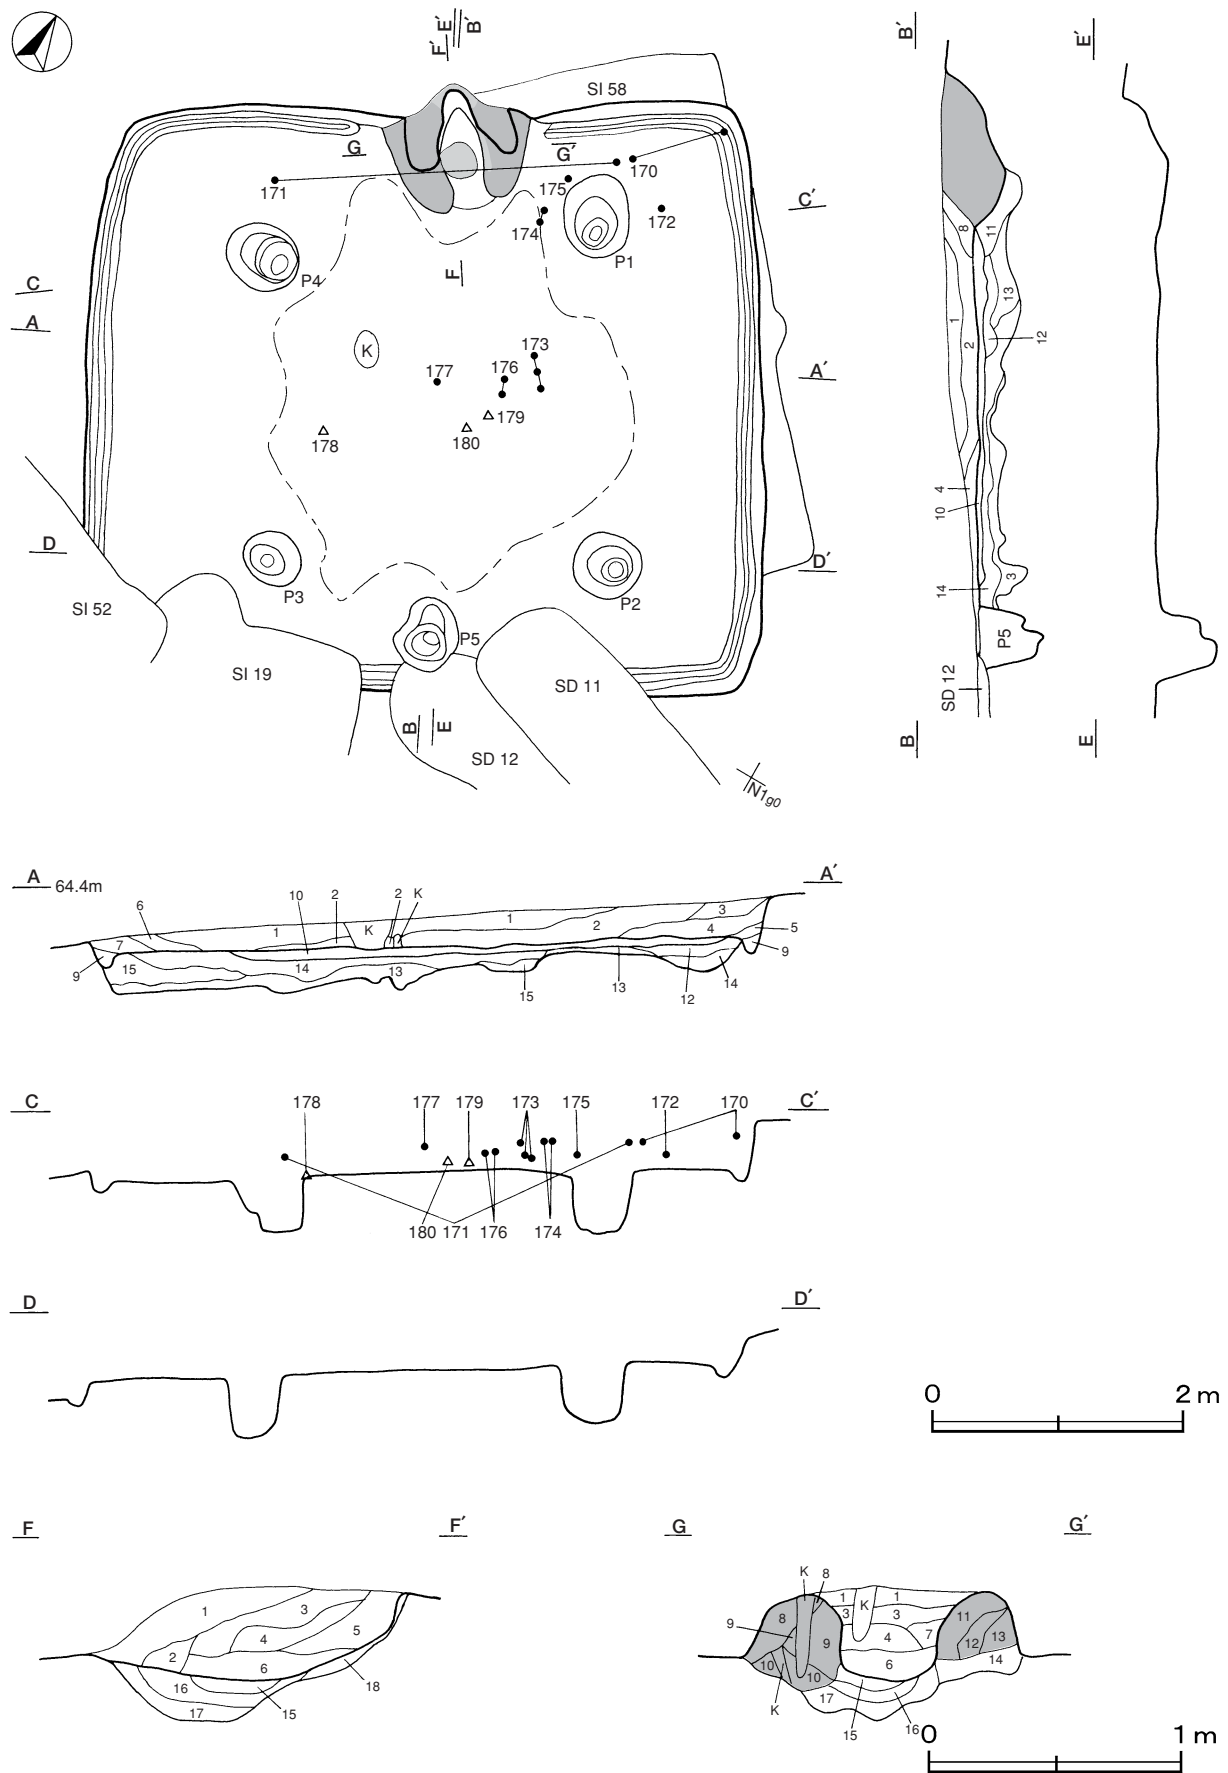 F′ E′ B′
SI 58
G G′
170
171
175
172
174
C′
P1
P4
F
C
A
K
173
177 176
A′
179
178 180
D
D′
P3
P2
SI 52
P5
SI 19
SD 11
B E
SD 12
N1g0
B′ E′
8 11
13
1
2 12
4
10
3
14
P5
SD 12
B E
A 64.4m A′
6 10 2 2 K
1 K 1 2 3
4 5
7
9 15 14 13 15 13 12 14 9
C C′
178 177 179 173 175 172 170
180 171 176 174
D D′
0 2 m
F F′
1 3
4 5
2 6
16 18
17 15
G G′
K 8
1 K 1
8 3 3 11
9 9 4 7 12 13
10 10 6 14
17
K 15 16
0 1 m